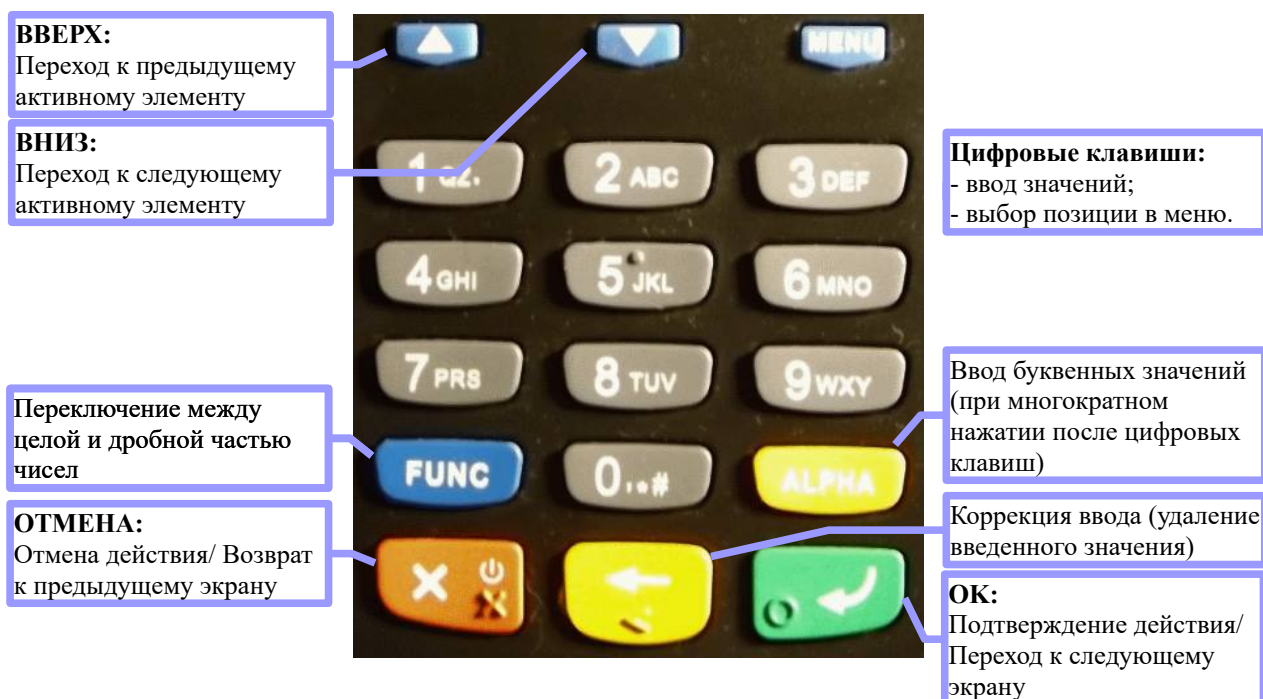 ВВЕРХ:
Переход к предыдущему
активному элементу
ВНИЗ:
Переход к следующему
активному элементу
Переключение между
целой и дробной частью
чисел
ОТМЕНА:
Отмена действия/ Возврат
к предыдущему экрану
MENU
1 QZ.
2 ABC
3 DEF
4 GHI
5 JKL
6 MNO
7 PRS
8 TUV
9 WXY
FUNC
0,*#
ALPHA
Цифровые клавиши:
- ввод значений;
- выбор позиции в меню.
Ввод буквенных значений
(при многократном
нажатии после цифровых
клавиш)
Коррекция ввода (удаление
введенного значения)
ОК:
Подтверждение действия/
Переход к следующему
экрану